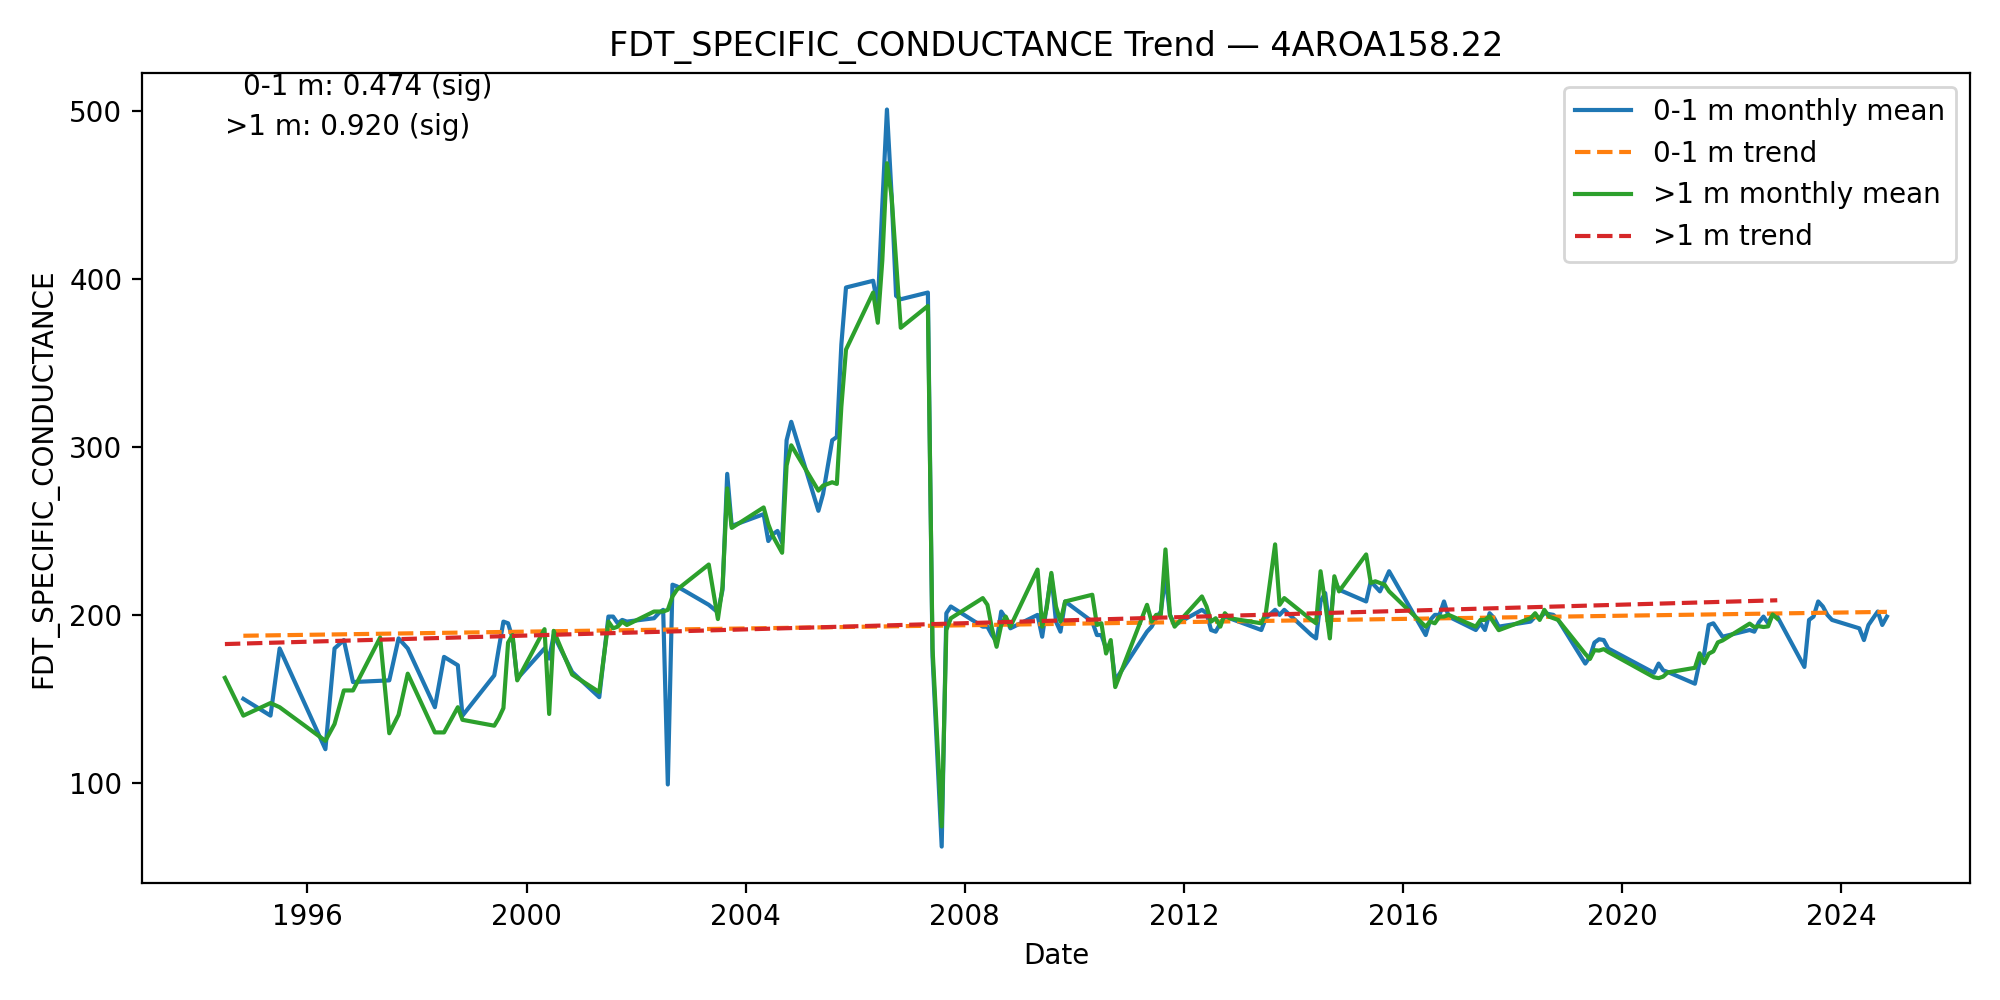 FDT_SPECIFIC_CONDUCTANCE Trend — 4AROA158.22
0-1 m: 0.474 (sig)
>1 m: 0.920 (sig)
0-1 m monthly mean
0-1 m trend
>1 m monthly mean
>1 m trend
FDT_SPECIFIC_CONDUCTANCE
500
400
300
200
100
1996
2000
2004
2008
2012
2016
2020
2024
Date